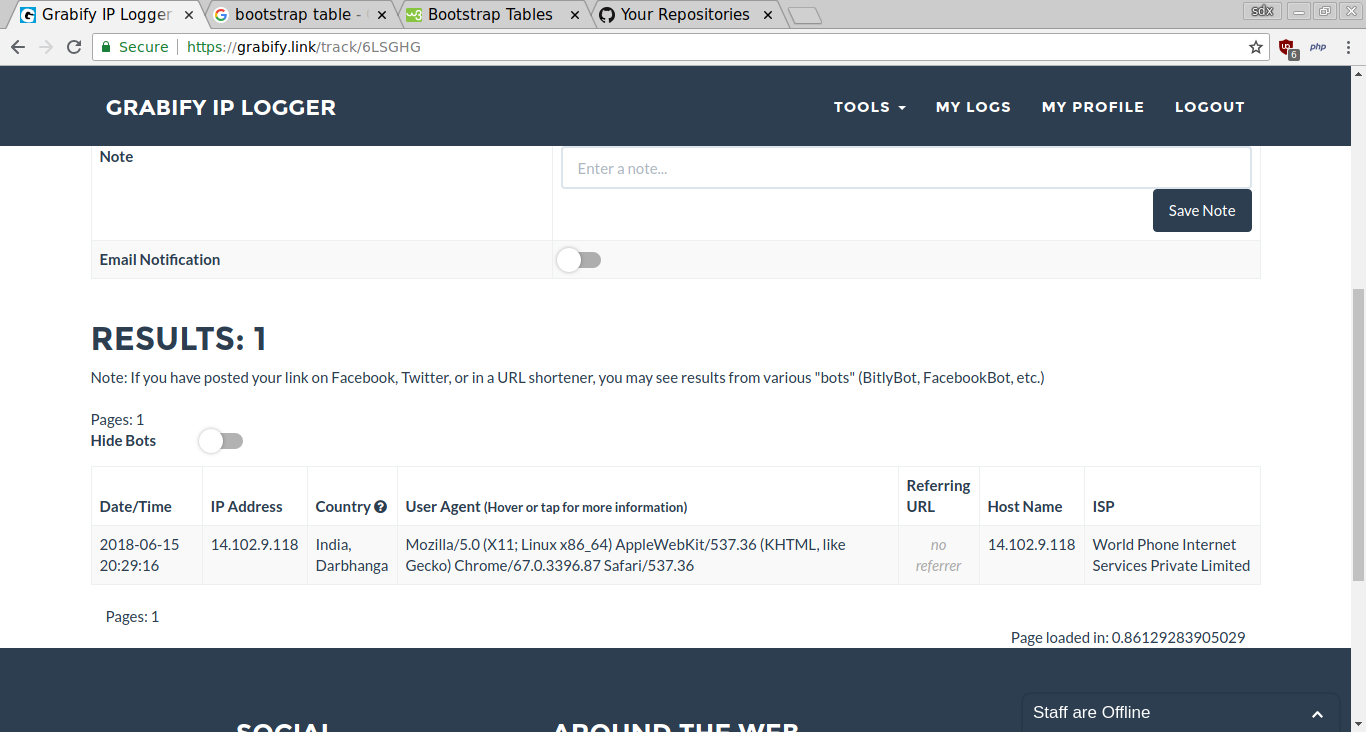 Grabify IP Logger
bootstrap table -
Bootstrap Tables
Your Repositories
sdx
Secure
https://grabify.link/track/6LSGHG
6
php
GRABIFY IP LOGGER
TOOLS
MY LOGS
MY PROFILE
LOGOUT
Note
Enter a note...
Save Note
Email Notification
RESULTS: 1
Note: If you have posted your link on Facebook, Twitter, or in a URL shortener, you may see results from various "bots" (BitlyBot, FacebookBot, etc.)
Pages: 1
Hide Bots
Date/Time
IP Address
Country
User Agent (Hover or tap for more information)
Referring
URL
Host Name
ISP
2018-06-15
20:29:16
14.102.9.118
India,
Darbhanga
Mozilla/5.0 (X11; Linux x86_64) AppleWebKit/537.36 (KHTML, like
Gecko) Chrome/67.0.3396.87 Safari/537.36
no
referrer
14.102.9.118
World Phone Internet
Services Private Limited
Pages: 1
Page loaded in: 0.86129283905029
SOCIAL
AROUND THE WEB
Staff are Offline